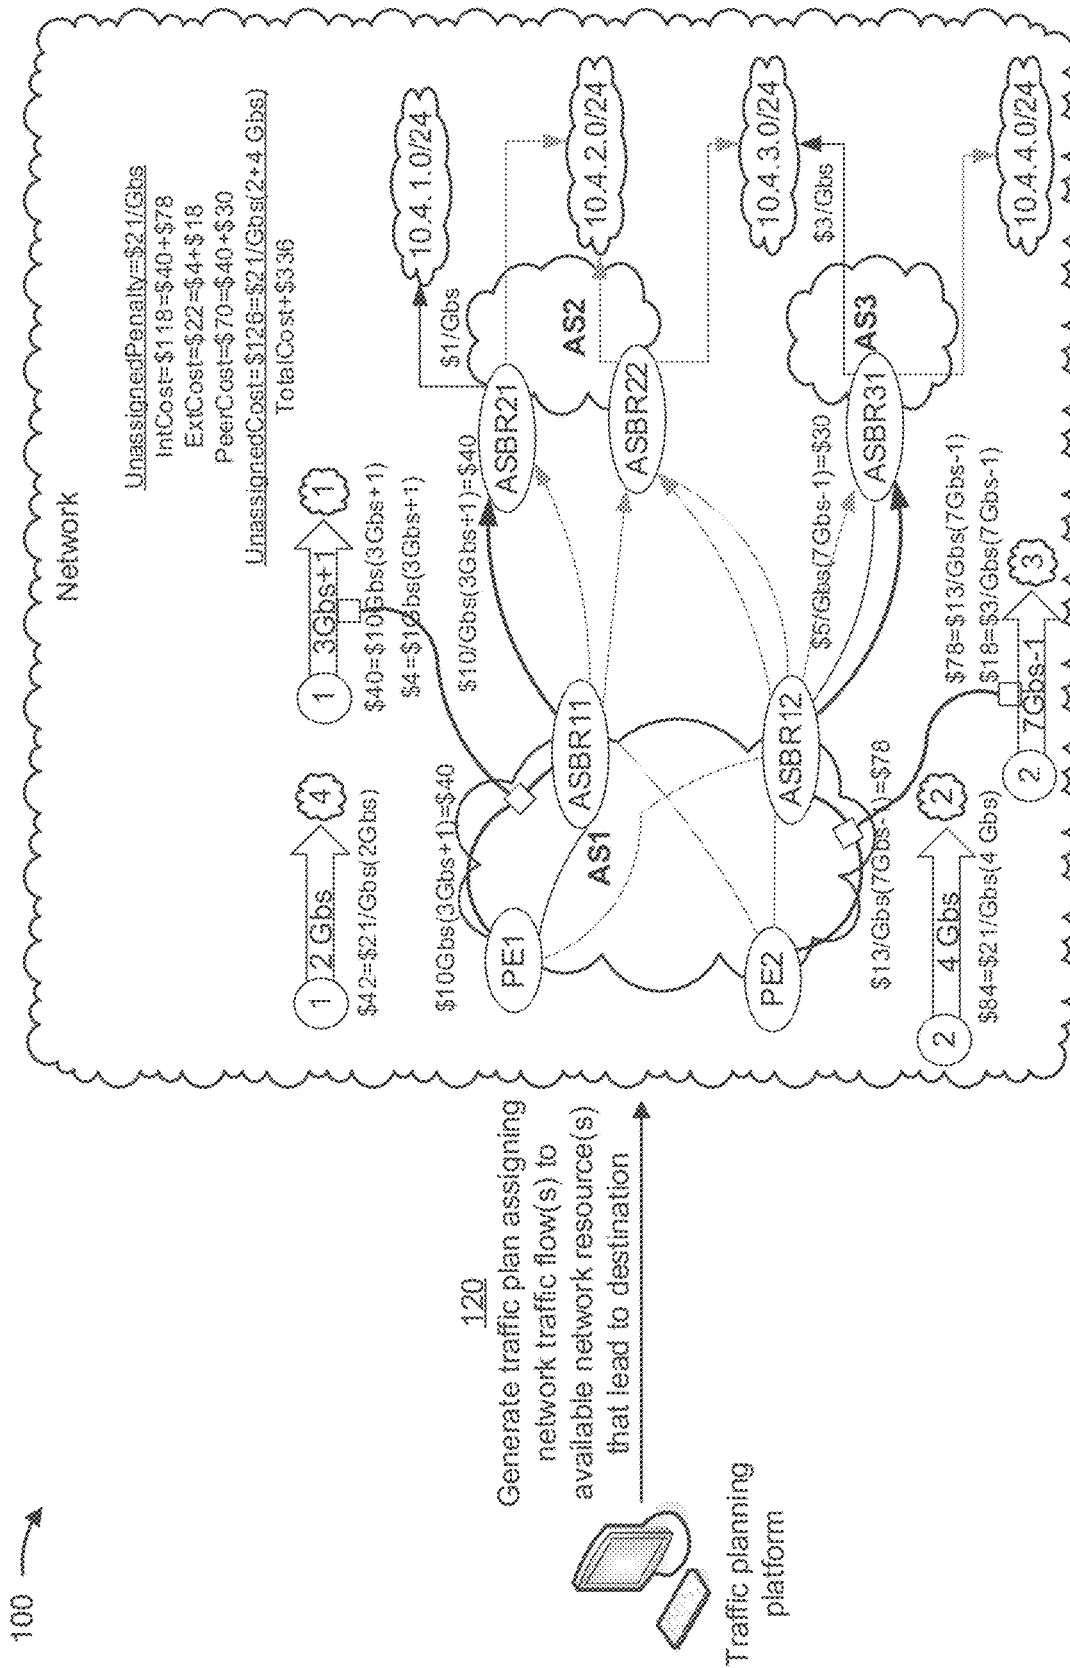 100
120
Generate traffic plan assigning
network traffic flow(s) to
available network resource(s)
that lead to destination
Traffic planning
platform
Network
UnassignedPenalty=$21/Gbs
IntCost=$118=$40+$78
ExtCost=$22=$4+$18
PeerCost=$70=$40+$30
UnassignedCost=$126=$21/Gbs(2+4 Gbs)
TotalCost+$336
1
2 Gbs
4
$42=$21/Gbs(2Gbs)
1
3Gbs+1
1
$40=$10Gbs(3Gbs+1)
$4=$1Gbs(3Gbs+1)
$10Gbs(3Gbs+1)=$40
$10/Gbs(3Gbs+1)=$40
$1/Gbs
10.4.1.0/24
PE1
AS1
ASBR11
ASBR21
AS2
10.4.2.0/24
ASBR22
10.4.3.0/24
$3/Gbs
PE2
ASBR12
$5/Gbs(7Gbs-1)=$30
ASBR31
AS3
10.4.4.0/24
$13/Gbs(7Gbs-1)=$78
2
4 Gbs
2
$84=$21/Gbs(4 Gbs)
$78=$13/Gbs(7Gbs-1)
$18=$3/Gbs(7Gbs-1)
2
7Gbs-1
3